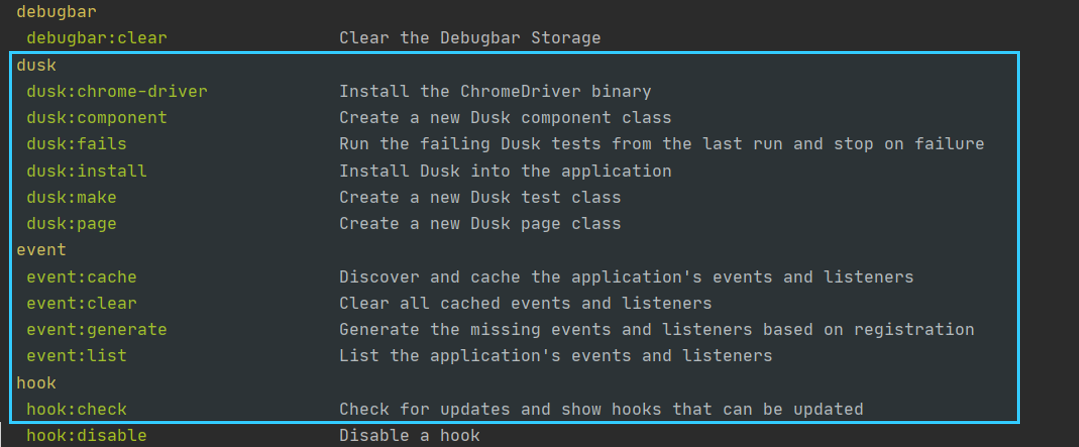 debugbar
debugbar:clear Clear the Debugbar Storage
dusk
dusk:chrome-driver Install the ChromeDriver binary
dusk:component Create a new Dusk component class
dusk:fails Run the failing Dusk tests from the last run and stop on failure
dusk:install Install Dusk into the application
dusk:make Create a new Dusk test class
dusk:page Create a new Dusk page class
event
event:cache Discover and cache the application's events and listeners
event:clear Clear all cached events and listeners
event:generate Generate the missing events and listeners based on registration
event:list List the application's events and listeners
hook
hook:check Check for updates and show hooks that can be updated
hook:disable Disable a hook